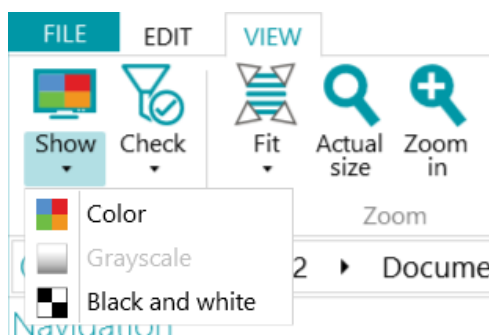 FILE EDIT VIEW
Show Check Fit Actual size Zoom in
Zoom
Color
Grayscale
Black and white
2 Docume
Navigation